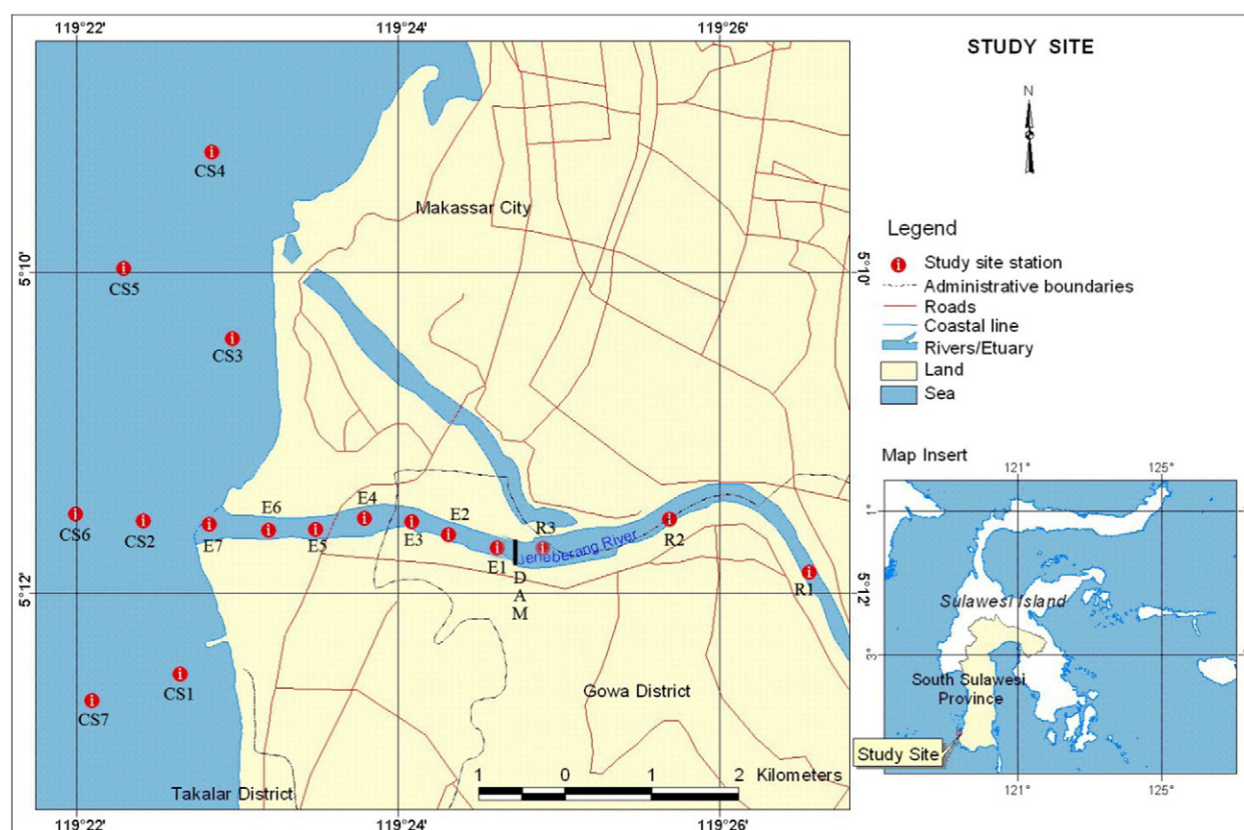 119°22'
119°24'
119°26'
STUDY SITE
N
CS4
Makassar City
Legend
5°10'
5°10'
Study site station
CS5
Administrative boundaries
Roads
Coastal line
CS3
Rivers/Etuary
Land
Sea
Map Insert
121°
125°
E6
E4
E2
R3
1°
CS6
CS2
E7
E5
E3
E1
Jeneberang River
R2
R1
DAM
5°12'
5°12'
Sulawesi Island
3°
CS1
CS7
Gowa District
South Sulawesi
Province
Study Site
1 0 1 2 Kilometers
Takalar District
121°
125°
119°22'
119°24'
119°26'